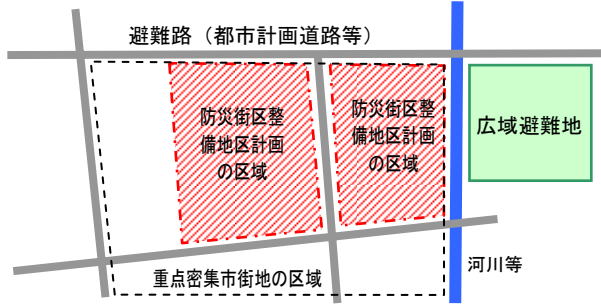 避難路（都市計画道路等）
防災街区整
備地区計画
の区域
防災街区整
備地区計画
の区域
広域避難地
重点密集市街地の区域
河川等